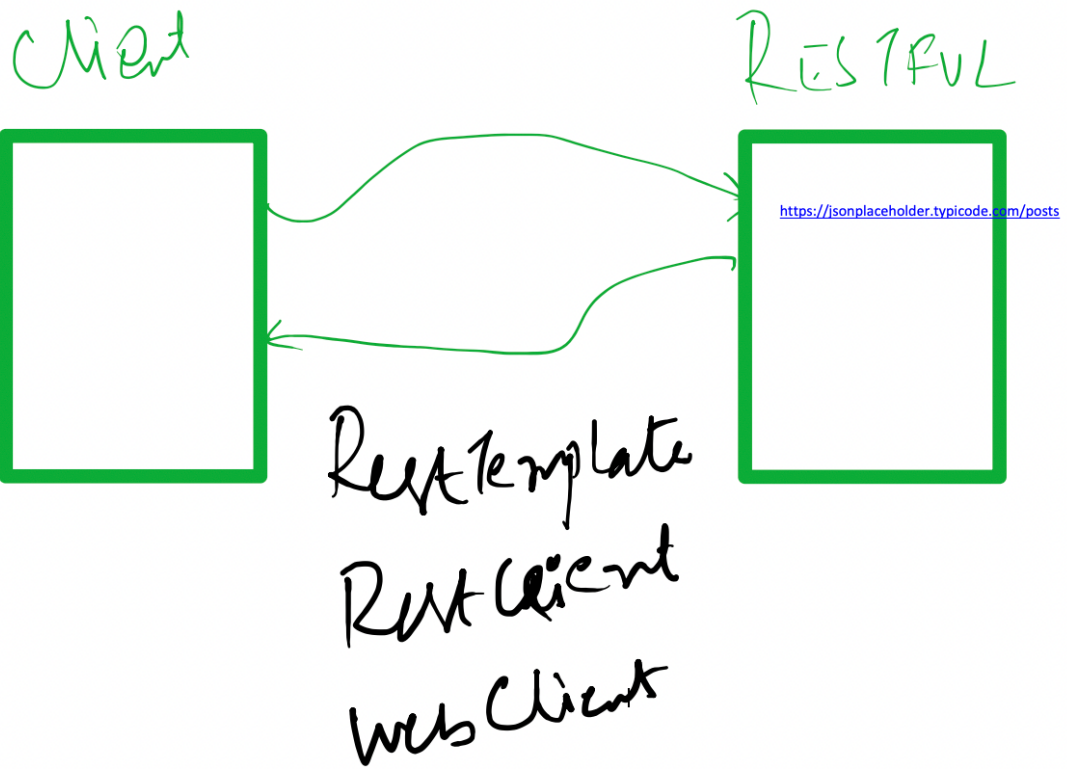 Client
RESTFUL
https://jsonplaceholder.typicode.com/posts
RestTemplate
RestClient
WebClient